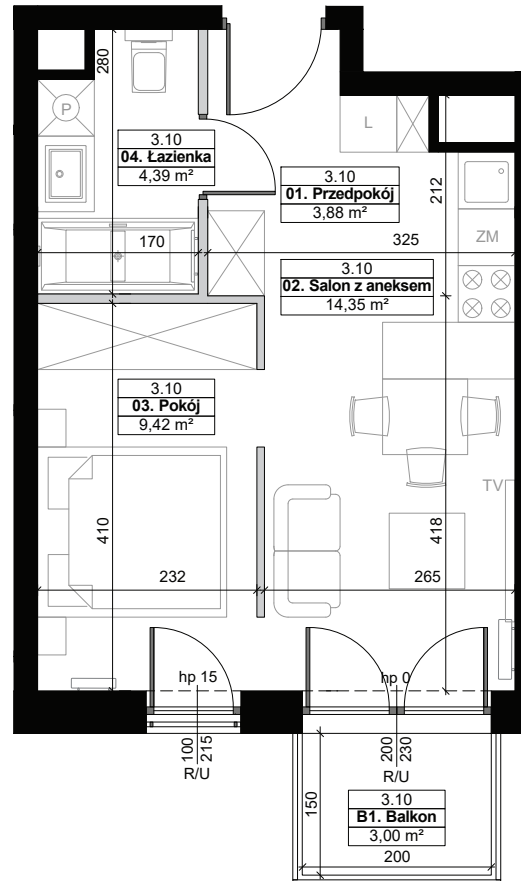 280
P
3.10
04. Łazienka
4,39 m²
L
3.10
01. Przedpokój
3,88 m²
212
ZM
170
325
3.10
02. Salon z aneksem
14,35 m²
3.10
03. Pokój
9,42 m²
TV
410
418
232
265
hp 15
hp 0
100
215
R/U
200
230
R/U
150
3.10
B1. Balkon
3,00 m²
200